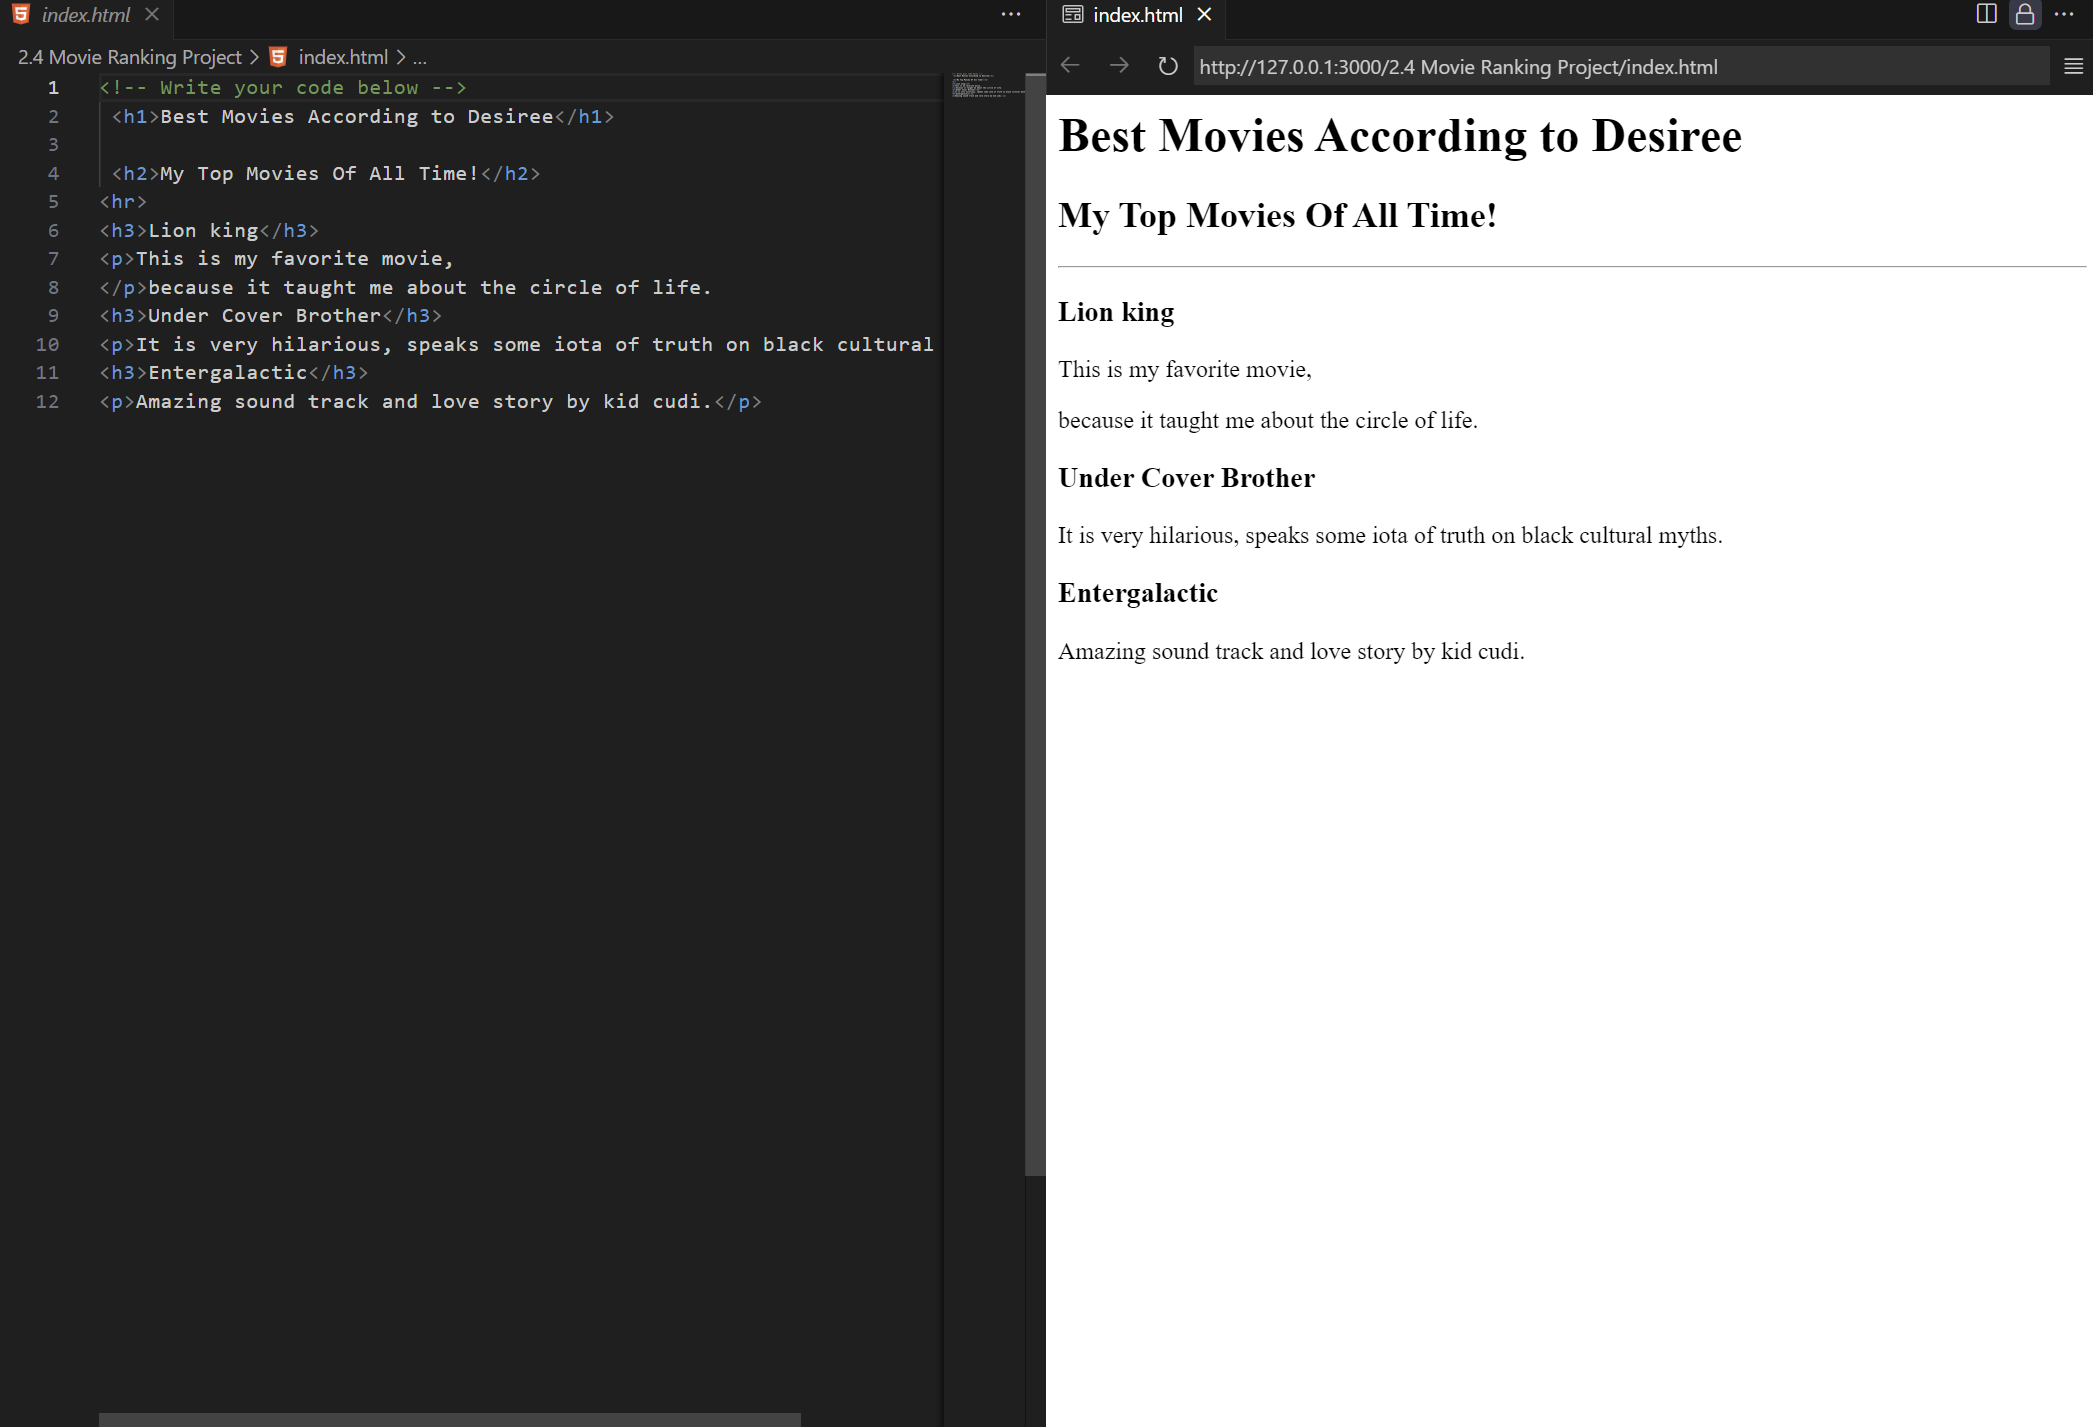 index.html
2.4 Movie Ranking Project > index.html > ...
1 <!-- Write your code below -->
2 <h1>Best Movies According to Desiree</h1>
3
4 <h2>My Top Movies Of All Time!</h2>
5 <hr>
6 <h3>Lion king</h3>
7 <p>This is my favorite movie,
8 </p>because it taught me about the circle of life.
9 <h3>Under Cover Brother</h3>
10 <p>It is very hilarious, speaks some iota of truth on black cultural
11 <h3>Entergalactic</h3>
12 <p>Amazing sound track and love story by kid cudi.</p>
index.html
http://127.0.0.1:3000/2.4 Movie Ranking Project/index.html
Best Movies According to Desiree
My Top Movies Of All Time!
Lion king
This is my favorite movie,
because it taught me about the circle of life.
Under Cover Brother
It is very hilarious, speaks some iota of truth on black cultural myths.
Entergalactic
Amazing sound track and love story by kid cudi.